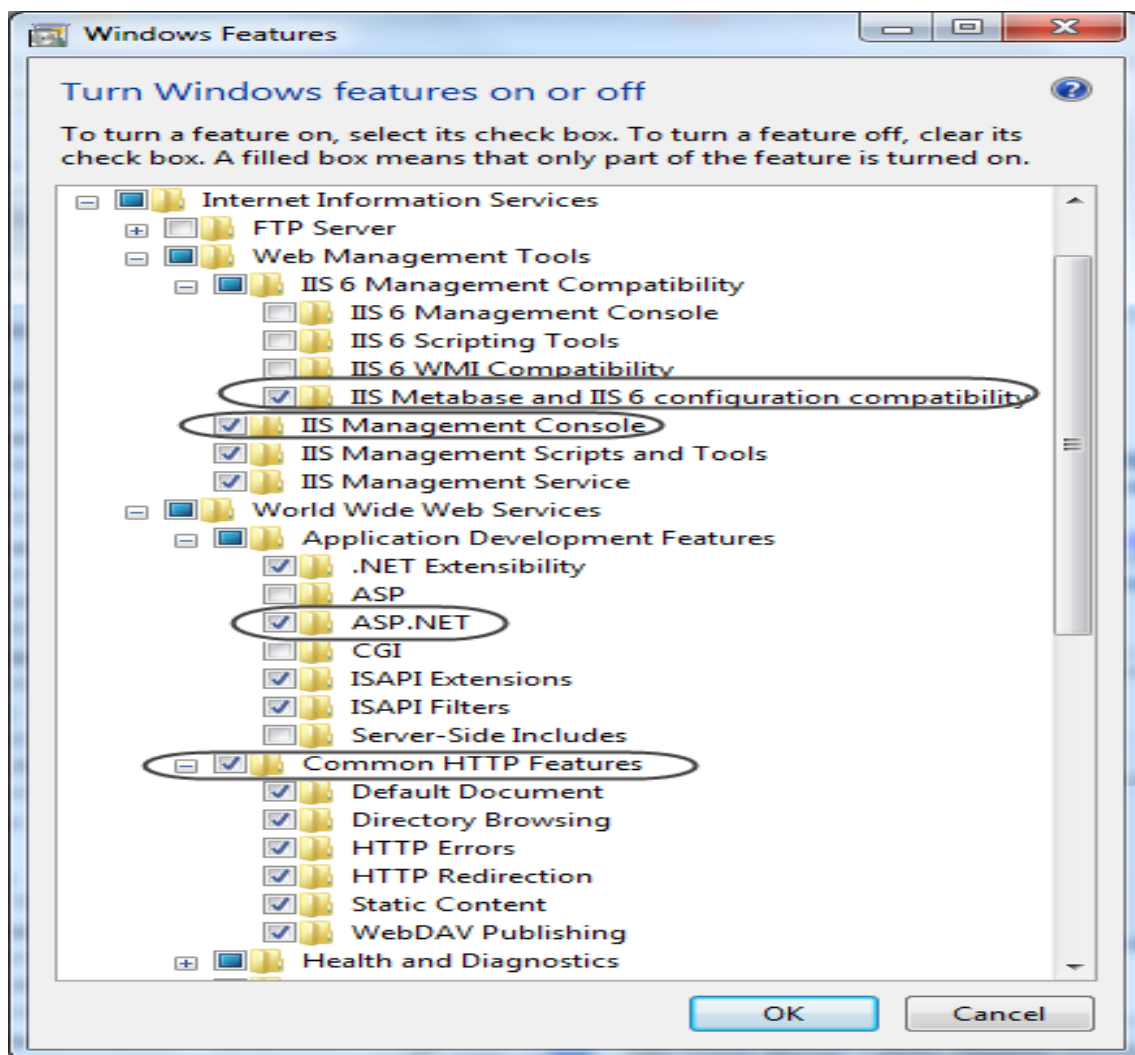 Windows Features
Turn Windows features on or off
To turn a feature on, select its check box. To turn a feature off, clear its
check box. A filled box means that only part of the feature is turned on.
Internet Information Services
FTP Server
Web Management Tools
IIS 6 Management Compatibility
IIS 6 Management Console
IIS 6 Scripting Tools
IIS 6 WMI Compatibility
IIS Metabase and IIS 6 configuration compatibility
IIS Management Console
IIS Management Scripts and Tools
IIS Management Service
World Wide Web Services
Application Development Features
.NET Extensibility
ASP
ASP.NET
CGI
ISAPI Extensions
ISAPI Filters
Server-Side Includes
Common HTTP Features
Default Document
Directory Browsing
HTTP Errors
HTTP Redirection
Static Content
WebDAV Publishing
Health and Diagnostics
OK Cancel